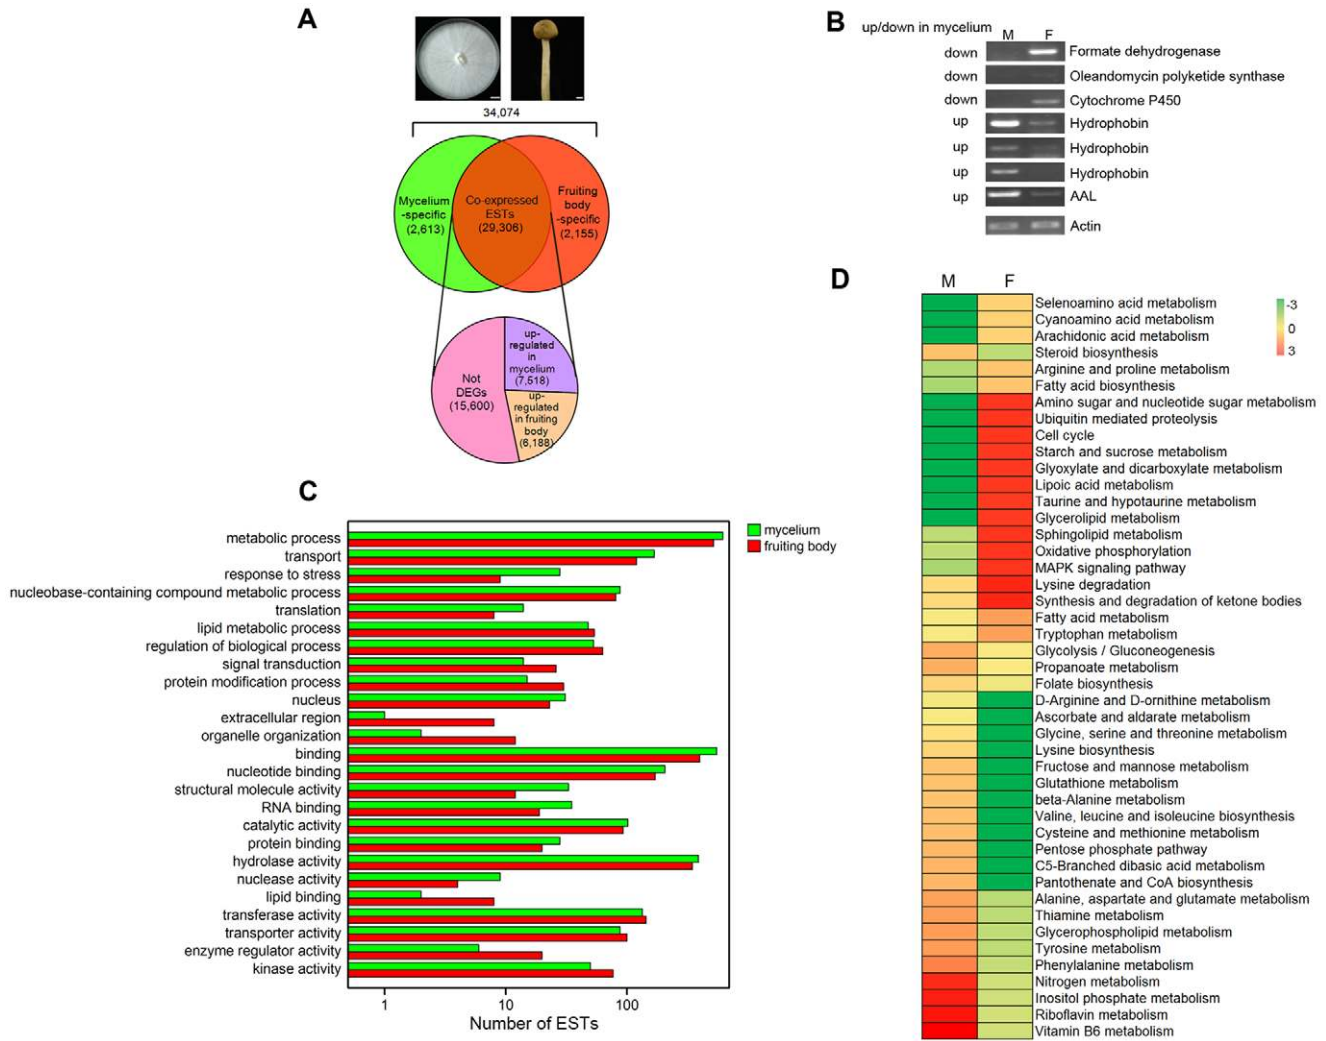 A
34,074
Mycelium
-specific
(2,613)
Co-expressed
ESTs
(29,306)
Fruiting
body
-specific
(2,155)
Not
DEGs
(15,600)
up-
regulated
in
mycelium
(7,518)
up-
regulated
in fruiting
body
(6,188)
B
up/down in mycelium M F
down Formate dehydrogenase
down Oleandomycin polyketide synthase
down Cytochrome P450
up Hydrophobin
up Hydrophobin
up Hydrophobin
up AAL
Actin
C
mycelium
fruiting body
metabolic process
transport
response to stress
nucleobase-containing compound metabolic process
translation
lipid metabolic process
regulation of biological process
signal transduction
protein modification process
nucleus
extracellular region
organelle organization
binding
nucleotide binding
structural molecule activity
RNA binding
catalytic activity
protein binding
hydrolase activity
nuclease activity
lipid binding
transferase activity
transporter activity
enzyme regulator activity
kinase activity
1 10 100
Number of ESTs
D
M F
-3
0
3
Selenoamino acid metabolism
Cyanoamino acid metabolism
Arachidonic acid metabolism
Steroid biosynthesis
Arginine and proline metabolism
Fatty acid biosynthesis
Amino sugar and nucleotide sugar metabolism
Ubiquitin mediated proteolysis
Cell cycle
Starch and sucrose metabolism
Glyoxylate and dicarboxylate metabolism
Lipoic acid metabolism
Taurine and hypotaurine metabolism
Glycerolipid metabolism
Sphingolipid metabolism
Oxidative phosphorylation
MAPK signaling pathway
Lysine degradation
Synthesis and degradation of ketone bodies
Fatty acid metabolism
Tryptophan metabolism
Glycolysis / Gluconeogenesis
Propanoate metabolism
Folate biosynthesis
D-Arginine and D-ornithine metabolism
Ascorbate and aldarate metabolism
Glycine, serine and threonine metabolism
Lysine biosynthesis
Fructose and mannose metabolism
Glutathione metabolism
beta-Alanine metabolism
Valine, leucine and isoleucine biosynthesis
Cysteine and methionine metabolism
Pentose phosphate pathway
C5-Branched dibasic acid metabolism
Pantothenate and CoA biosynthesis
Alanine, aspartate and glutamate metabolism
Thiamine metabolism
Glycerophospholipid metabolism
Tyrosine metabolism
Phenylalanine metabolism
Nitrogen metabolism
Inositol phosphate metabolism
Riboflavin metabolism
Vitamin B6 metabolism